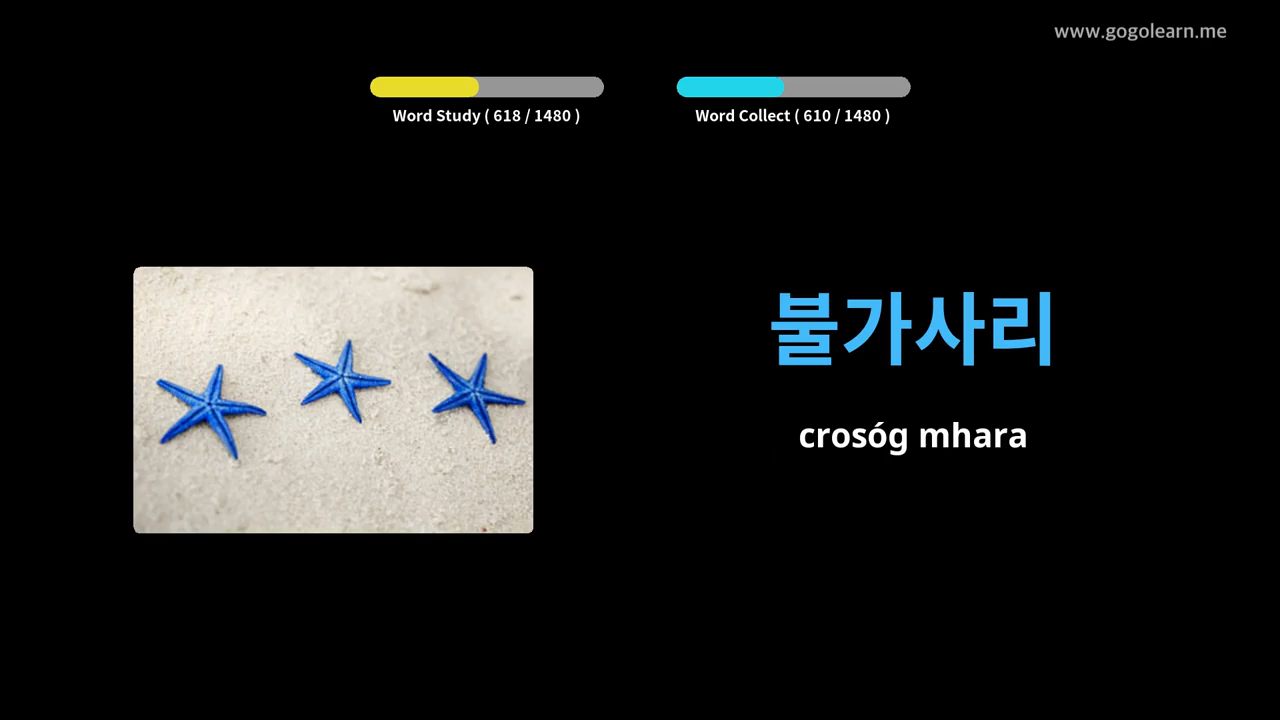 www.gogolearn.me
Word Study ( 618 / 1480 )
Word Collect ( 610 / 1480 )
불가사리
crosóg mhara